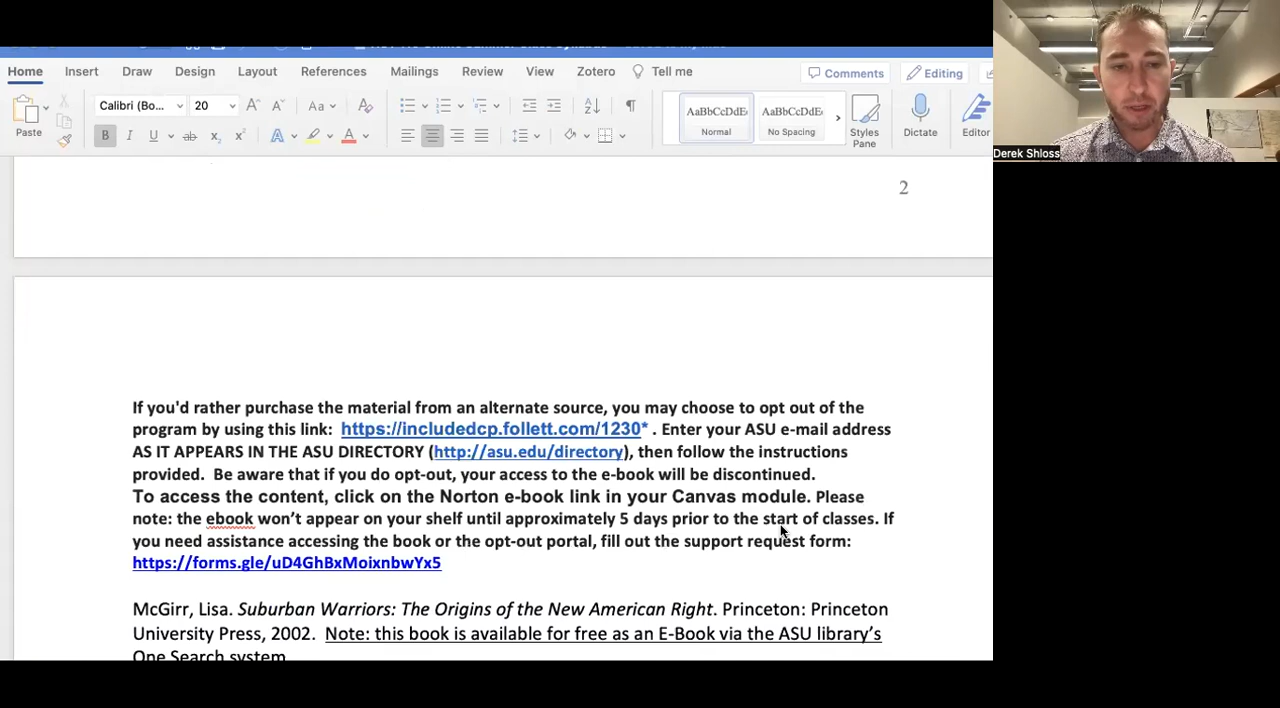 Home Insert Draw Design Layout References Mailings Review View Zotero Tell me Comments Editing
Paste
Calibri (Bo... 20 Aa
AaBbCcDdEe AaBbCcDdEe
Normal No Spacing
Styles
Pane
Dictate
Editor
Derek Shloss
2
If you'd rather purchase the material from an alternate source, you may choose to opt out of the
program by using this link: https://includedcp.follett.com/1230* . Enter your ASU e-mail address
AS IT APPEARS IN THE ASU DIRECTORY (http://asu.edu/directory), then follow the instructions
provided. Be aware that if you do opt-out, your access to the e-book will be discontinued.
To access the content, click on the Norton e-book link in your Canvas module. Please
note: the ebook won’t appear on your shelf until approximately 5 days prior to the start of classes. If
you need assistance accessing the book or the opt-out portal, fill out the support request form:
https://forms.gle/uD4GhBxMoixnbwYx5
McGirr, Lisa. Suburban Warriors: The Origins of the New American Right. Princeton: Princeton
University Press, 2002. Note: this book is available for free as an E-Book via the ASU library’s
One Search system